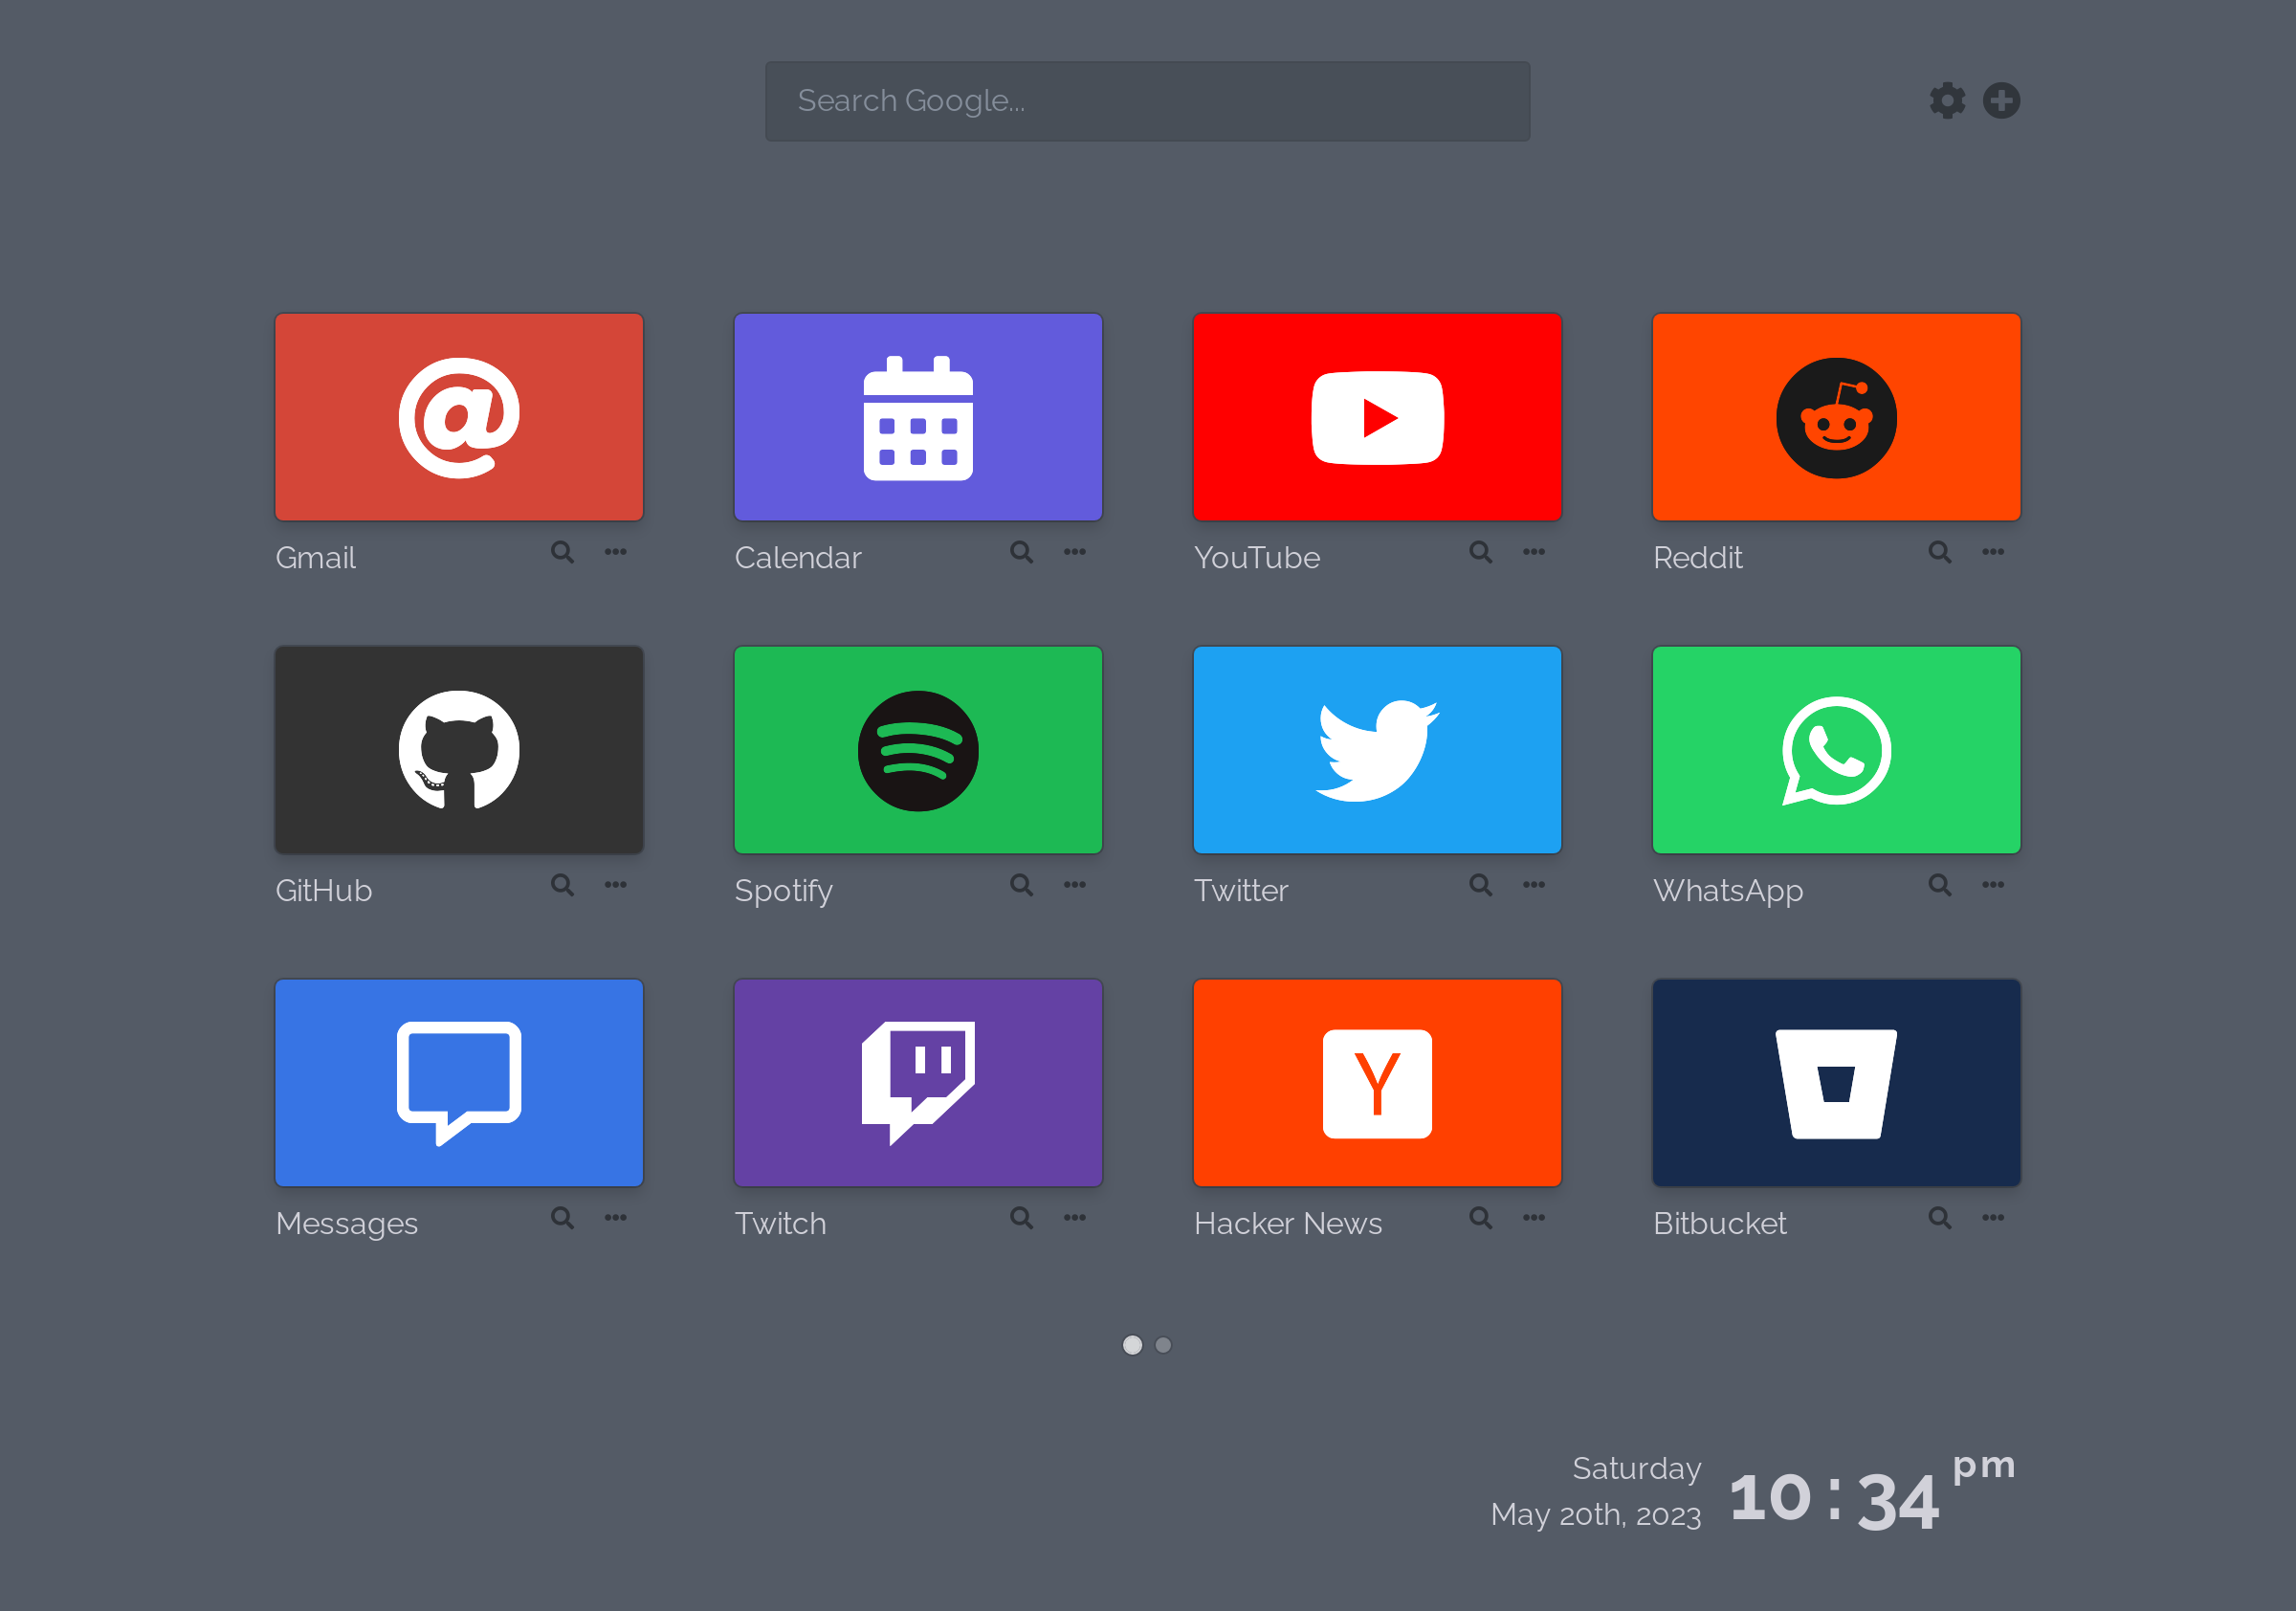 Search Google...
Gmail
Calendar
YouTube
Reddit
GitHub
Spotify
Twitter
WhatsApp
Y
Messages
Twitch
Hacker News
Bitbucket
Saturday
May 20th, 2023
10:34 pm